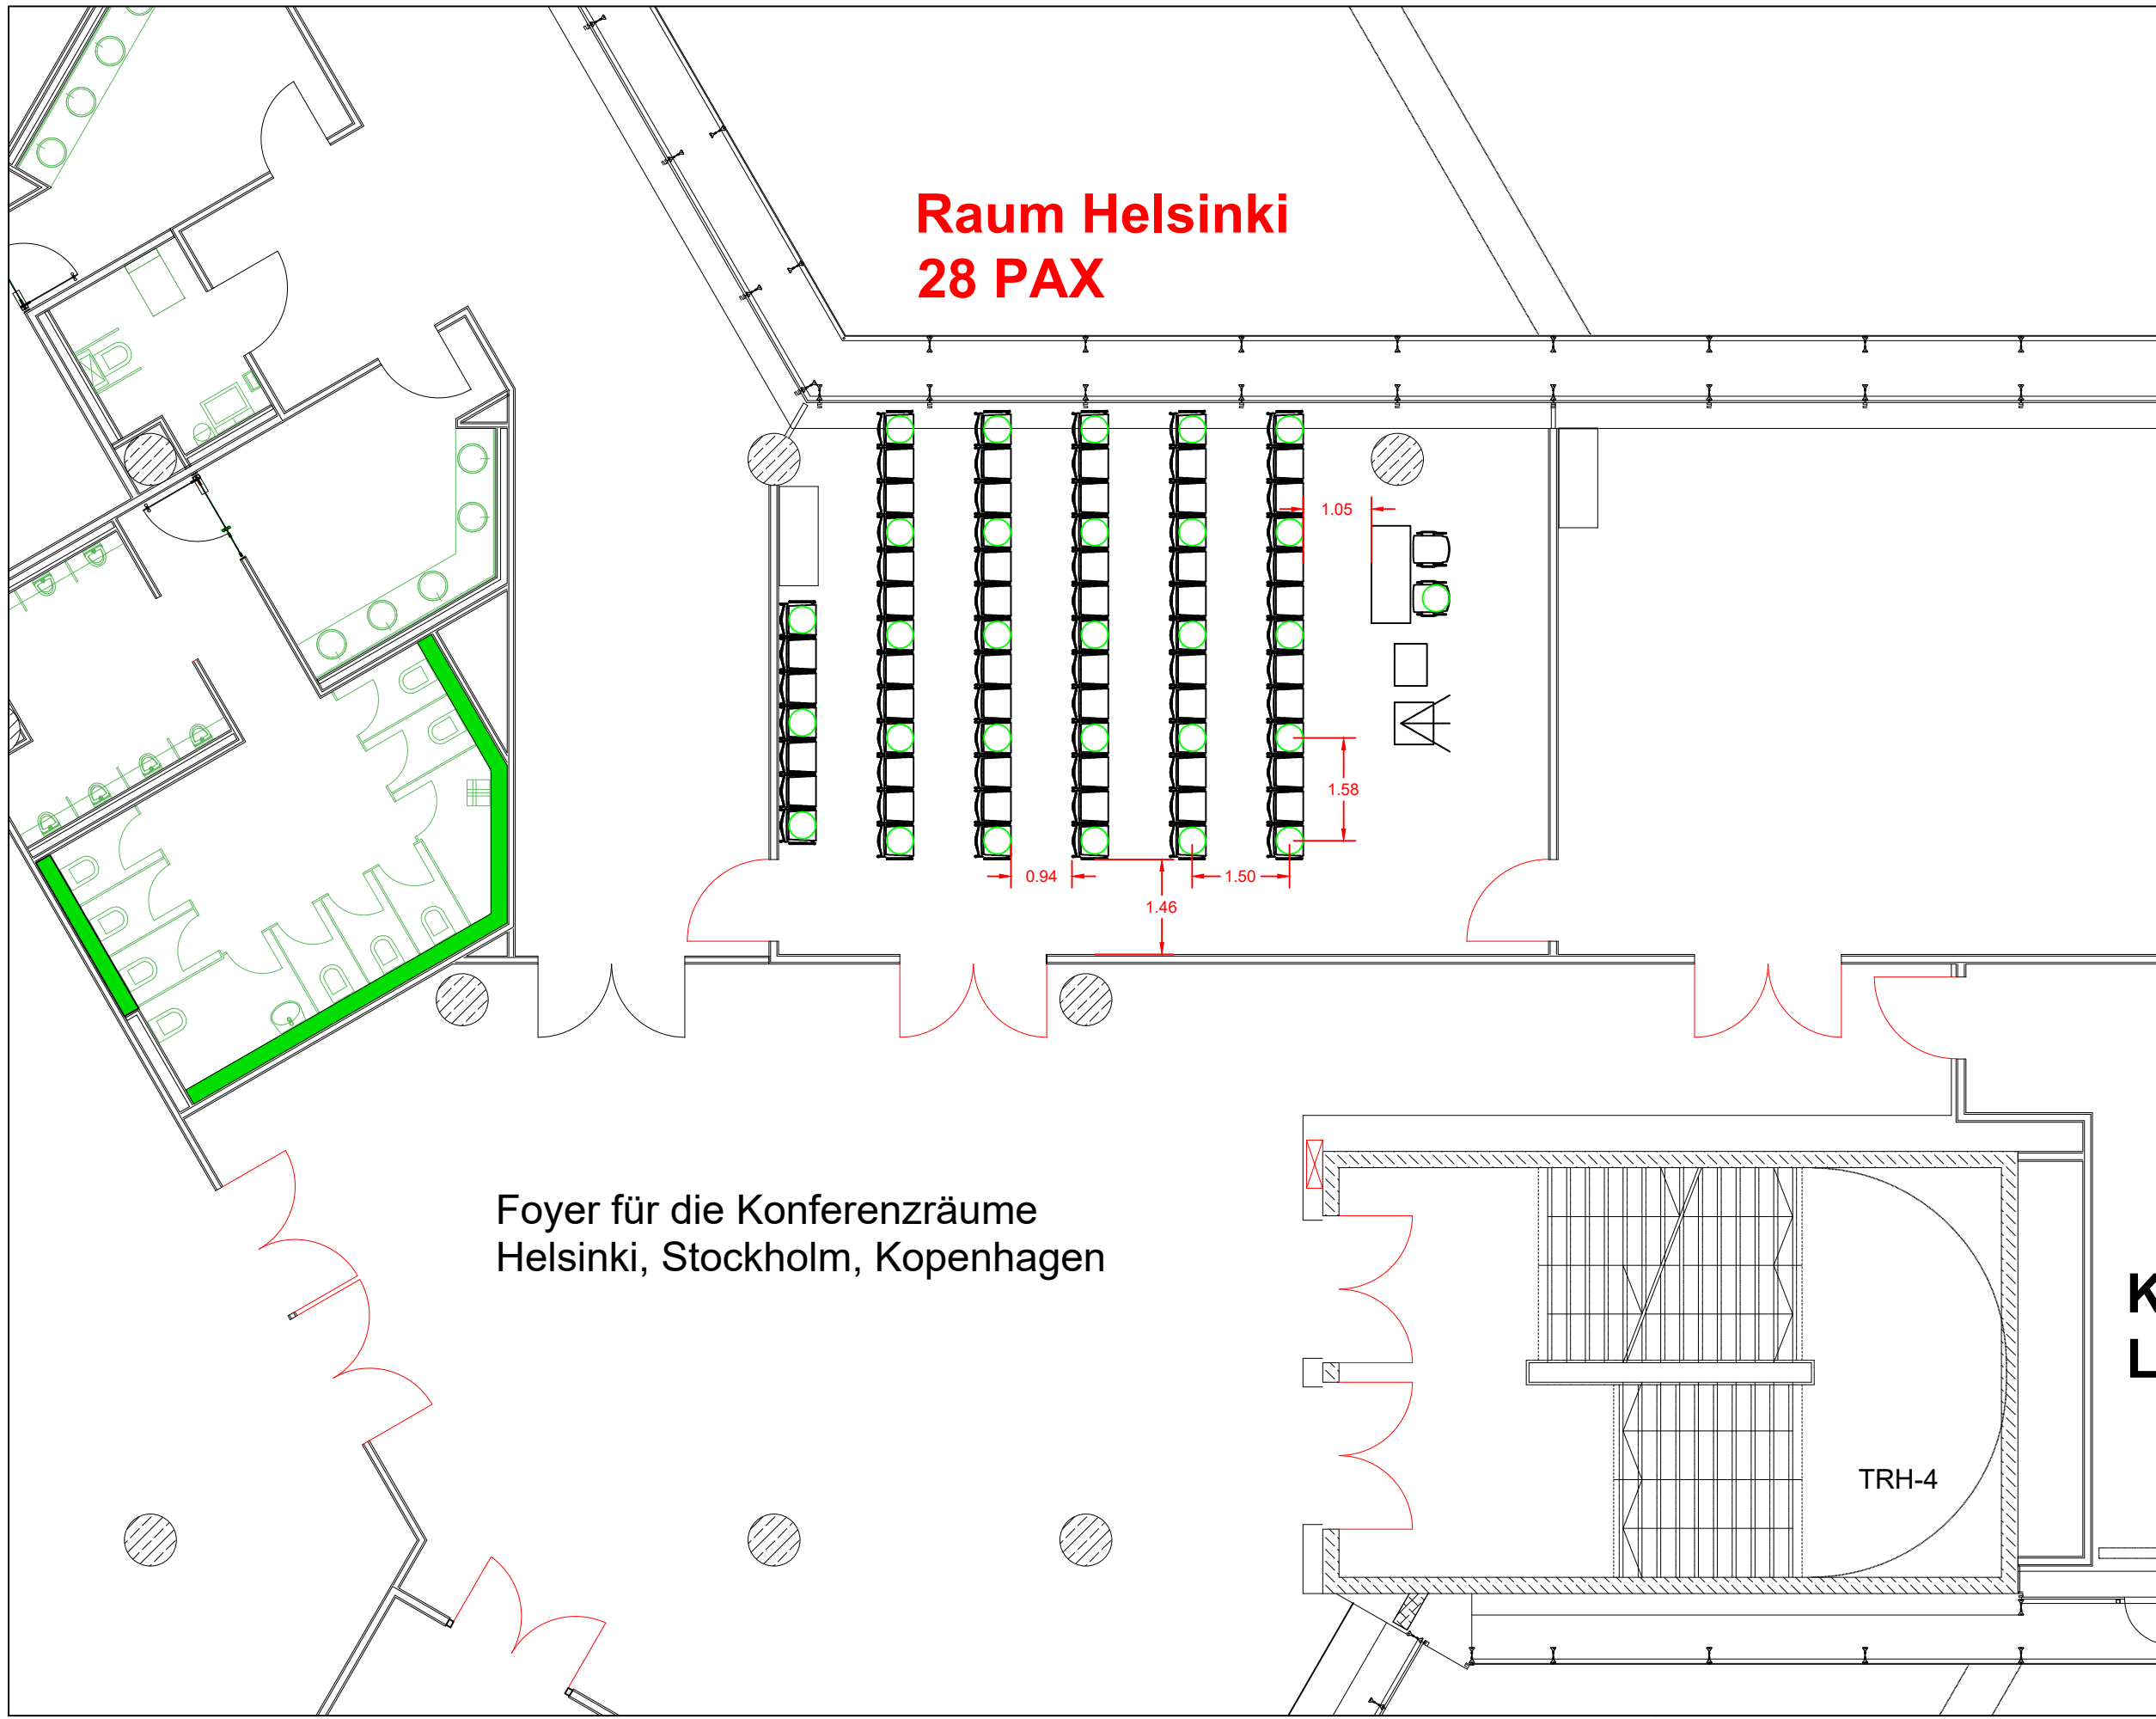 Raum Helsinki
28 PAX
1.05
1.58
0.94
1.50
1.46
Foyer für die Konferenzräume
Helsinki, Stockholm, Kopenhagen
K
L
TRH-4